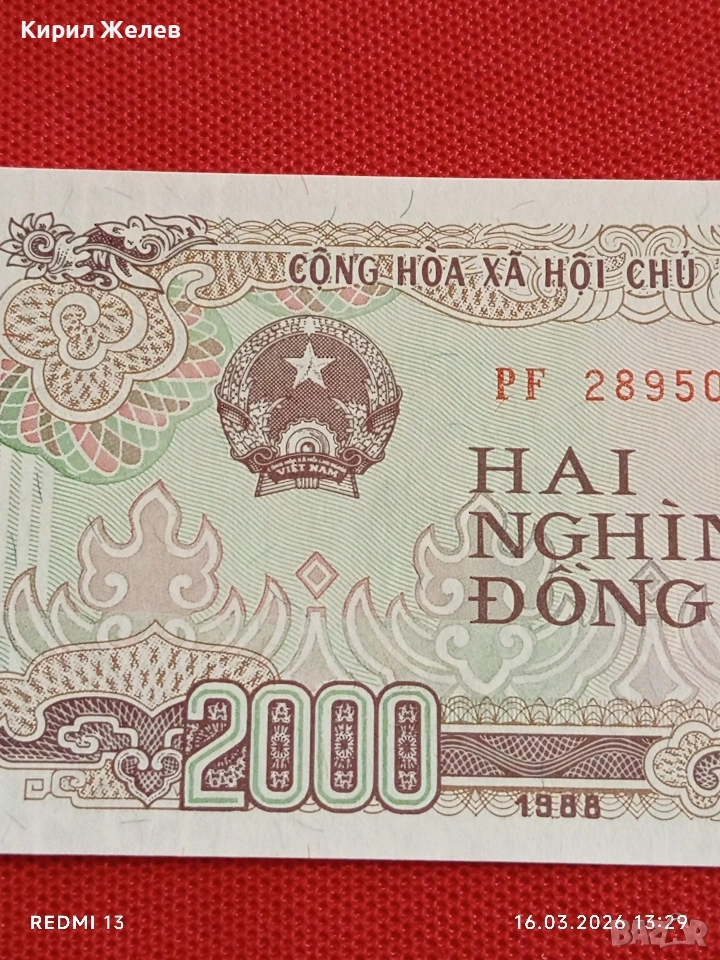 Кирил Желев
CỘNG HÒA XÃ HỘI CHỦ
PF 28950
VIỆT NAM
HAI
NGHÌN
ĐỒNG
2000
1988
REDMI 13
16.03.2026 13:29
BAZAR